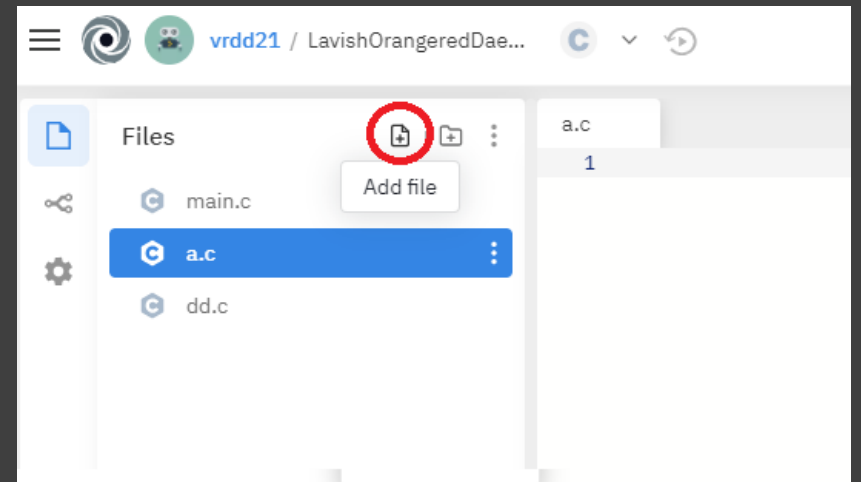 vrdd21 / LavishOrangeredDae... C
Files
a.c
1
Add file
C main.c
C a.c
C dd.c